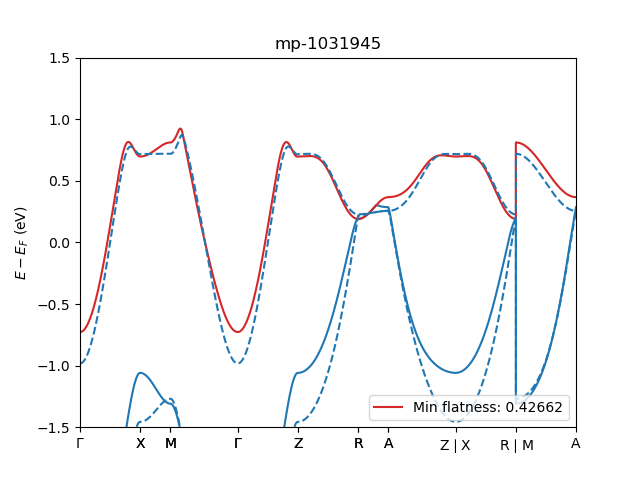 mp-1031945
E − E_F (eV)
1.5
1.0
0.5
0.0
−0.5
−1.0
−1.5
Min flatness: 0.42662
Γ X M Γ Z R A Z | X R | M A